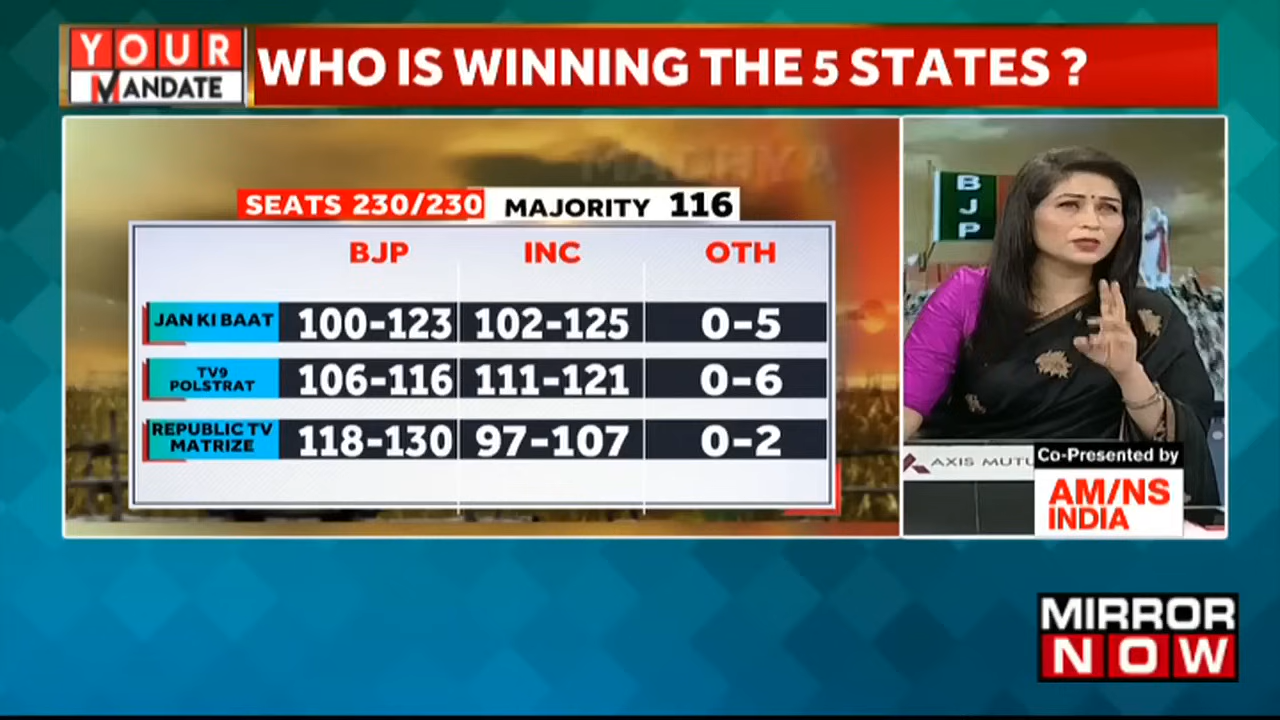 YOUR
MANDATE
WHO IS WINNING THE 5 STATES ?
MADHYA
SEATS 230/230 MAJORITY 116
BJP INC OTH
JAN KI BAAT 100-123 102-125 0-5
TV9
POLSTRAT 106-116 111-121 0-6
REPUBLIC TV
MATRIZE 118-130 97-107 0-2
BJP
AXIS MUTU
Co-Presented by
AM/NS
INDIA
MIRROR
NOW